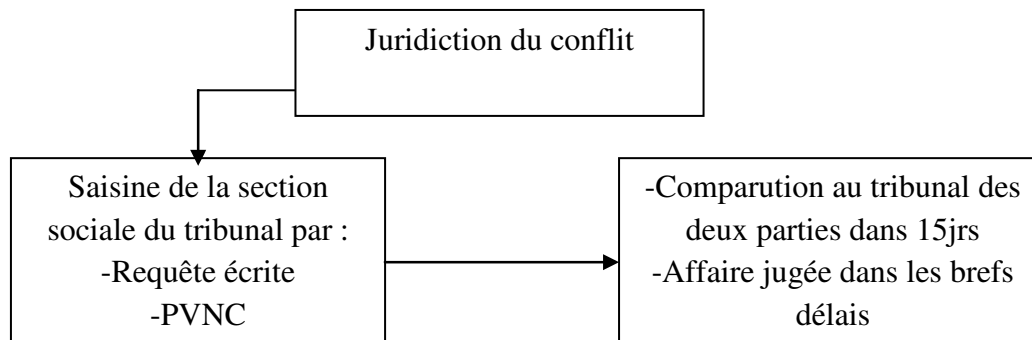 Juridiction du conflit
Saisine de la section
sociale du tribunal par :
-Requête écrite
-PVNC
-Comparution au tribunal des
deux parties dans 15jrs
-Affaire jugée dans les brefs
délais